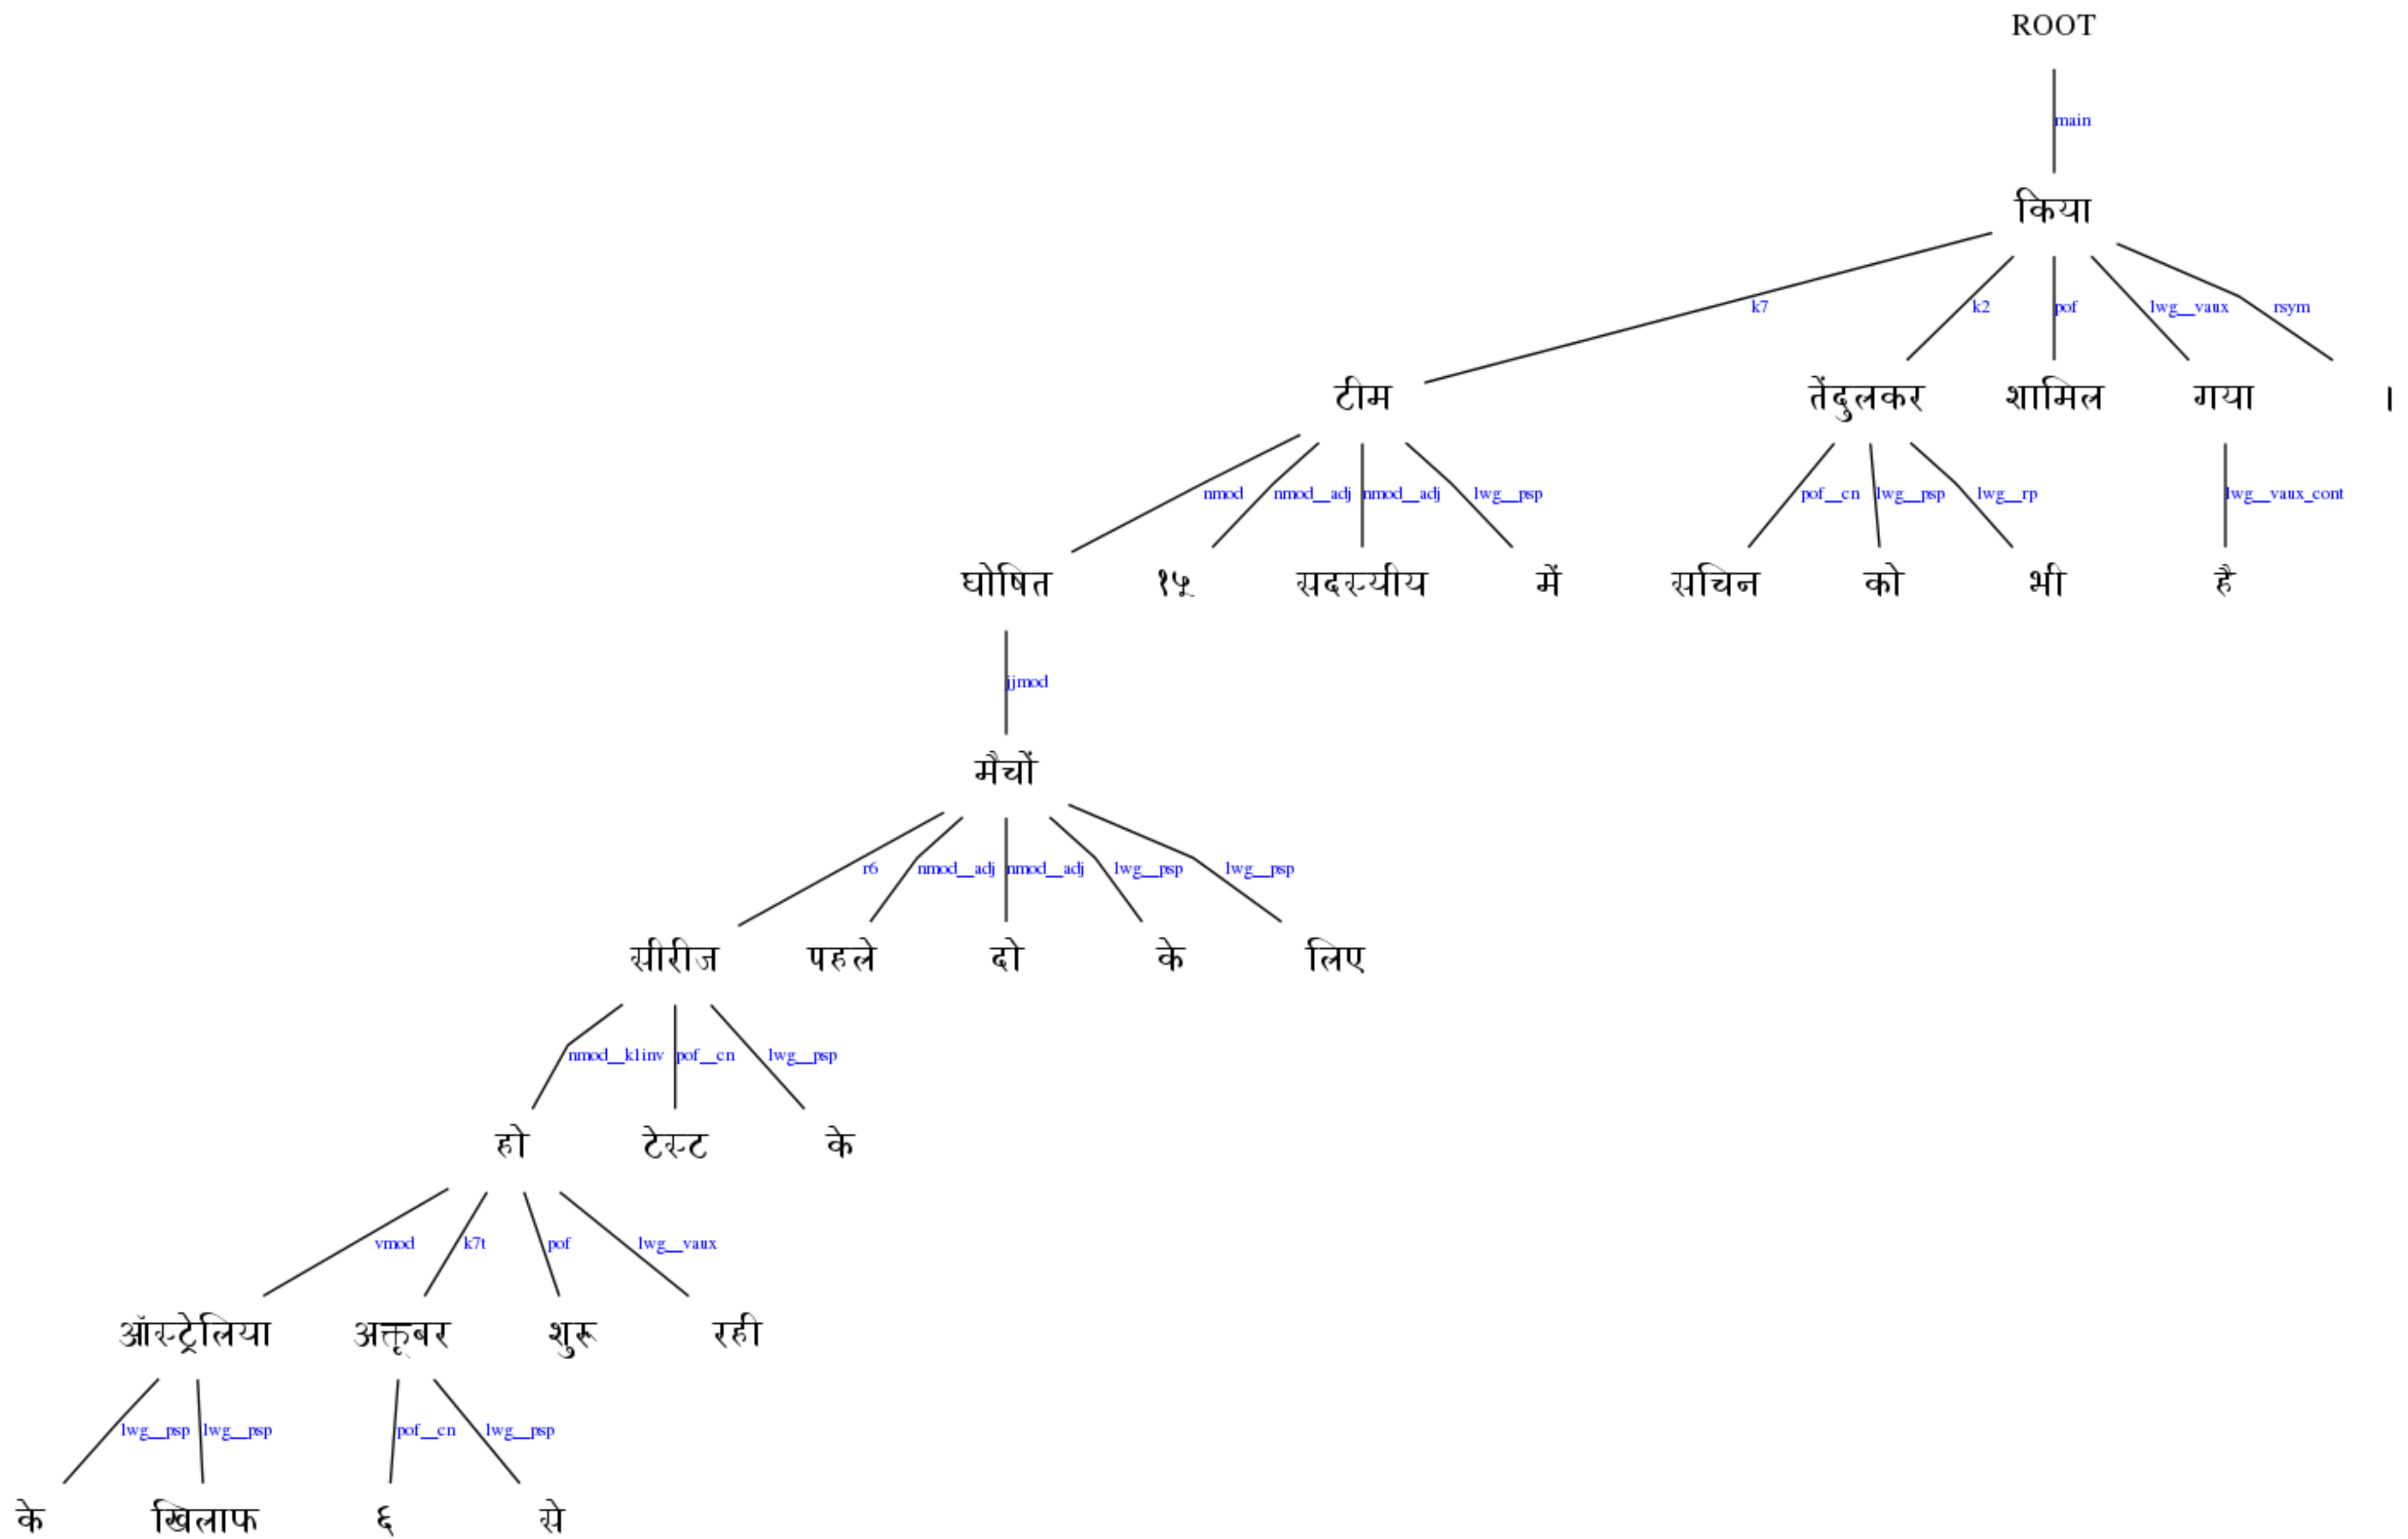 ROOT
main
किया
k7 k2 pof lwg__vaux rsym
टीम तेंदुलकर शामिल गया ।
nmod nmod__adj nmod__adj lwg__psp pof__cn lwg__psp lwg__rp lwg__vaux_cont
घोषित १५ सदस्यीय में सचिन को भी है
jjmod
मैचों
r6 nmod__adj nmod__adj lwg__psp lwg__psp
सीरीज पहले दो के लिए
nmod__k1inv pof__cn lwg__psp
हो टेस्ट के
vmod k7t pof lwg__vaux
ऑस्ट्रेलिया अक्तूबर शुरू रही
lwg__psp lwg__psp pof__cn lwg__psp
के खिलाफ ६ से